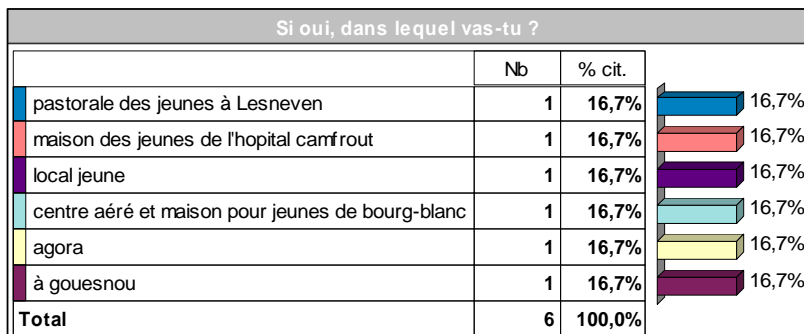 Si oui, dans lequel vas-tu ?
Nb % cit.
pastorale des jeunes à Lesneven 1 16,7% 16,7%
maison des jeunes de l'hopital camfrout 1 16,7% 16,7%
local jeune 1 16,7% 16,7%
centre aéré et maison pour jeunes de bourg-blanc 1 16,7% 16,7%
agora 1 16,7% 16,7%
à gouesnou 1 16,7% 16,7%
Total 6 100,0%